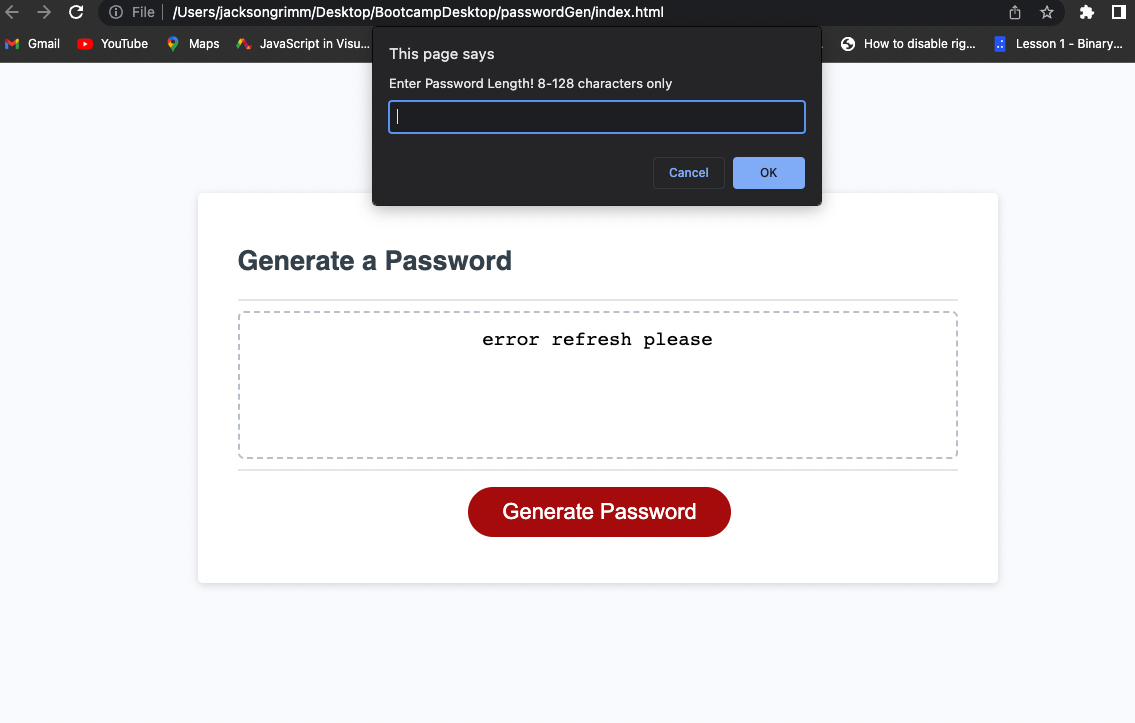 File /Users/jacksongrimm/Desktop/BootcampDesktop/passwordGen/index.html
Gmail YouTube Maps JavaScript in Visu... How to disable rig... Lesson 1 - Binary...
This page says
Enter Password Length! 8-128 characters only
Cancel OK
Generate a Password
error refresh please
Generate Password